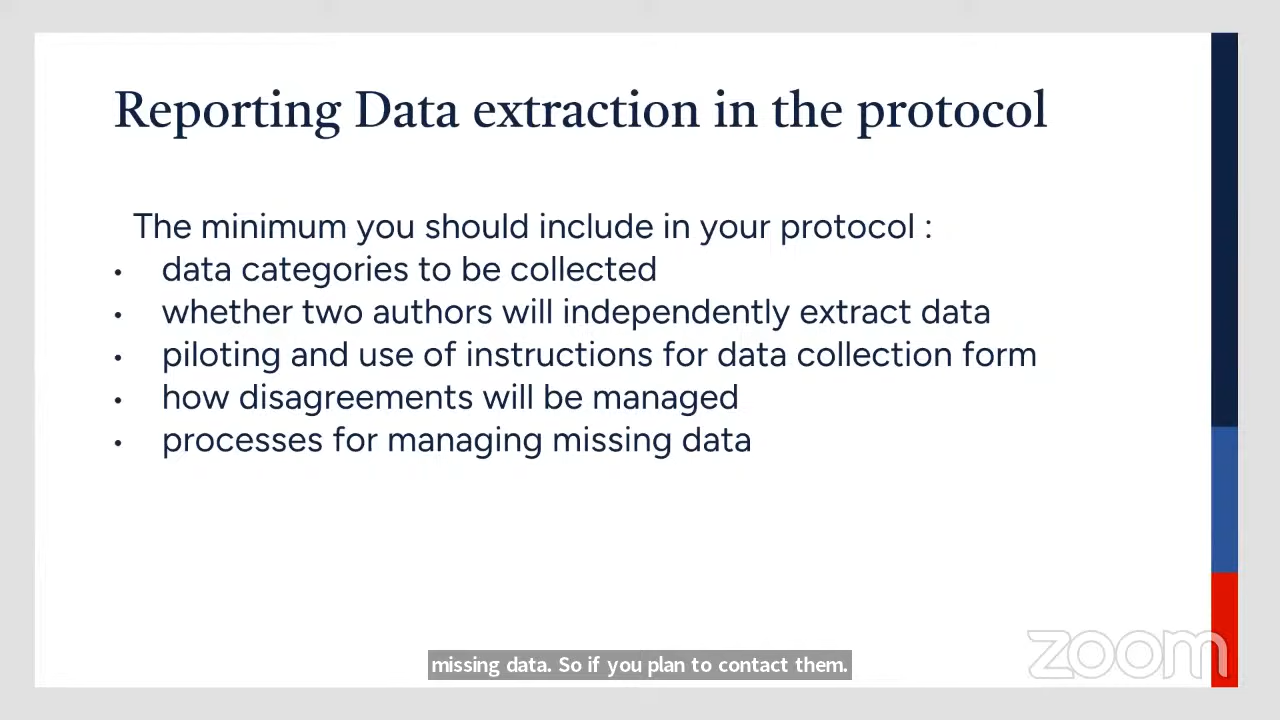 Reporting Data extraction in the protocol
The minimum you should include in your protocol :
• data categories to be collected
• whether two authors will independently extract data
• piloting and use of instructions for data collection form
• how disagreements will be managed
• processes for managing missing data
zoom
missing data. So if you plan to contact them.